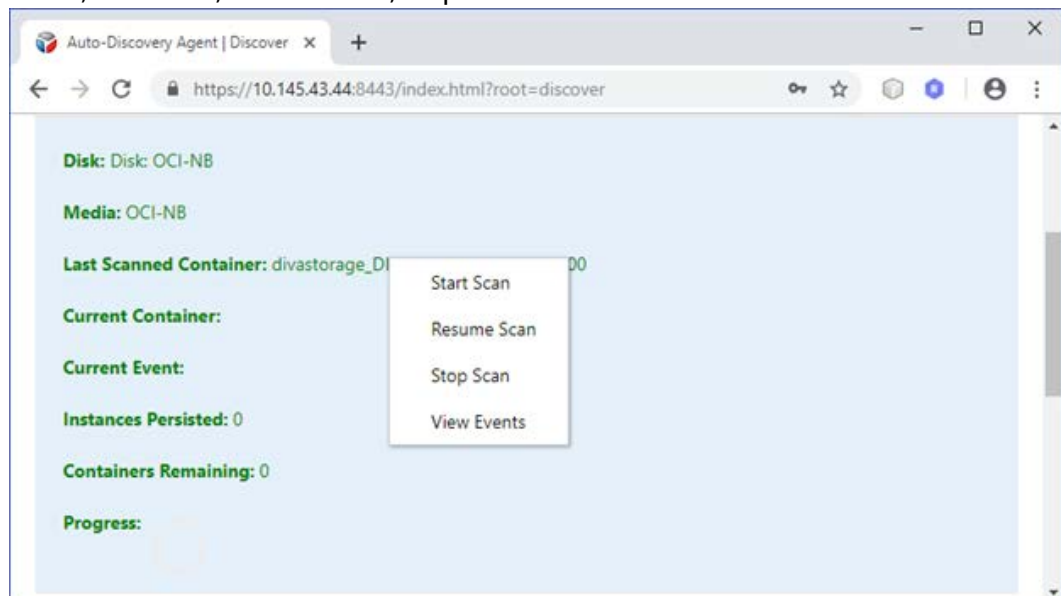 Auto-Discovery Agent | Discover
https://10.145.43.44:8443/index.html?root=discover
Disk: Disk: OCI-NB
Media: OCI-NB
Last Scanned Container: divastorage_DI 00
Start Scan
Current Container:
Resume Scan
Current Event:
Stop Scan
Instances Persisted: 0
View Events
Containers Remaining: 0
Progress: